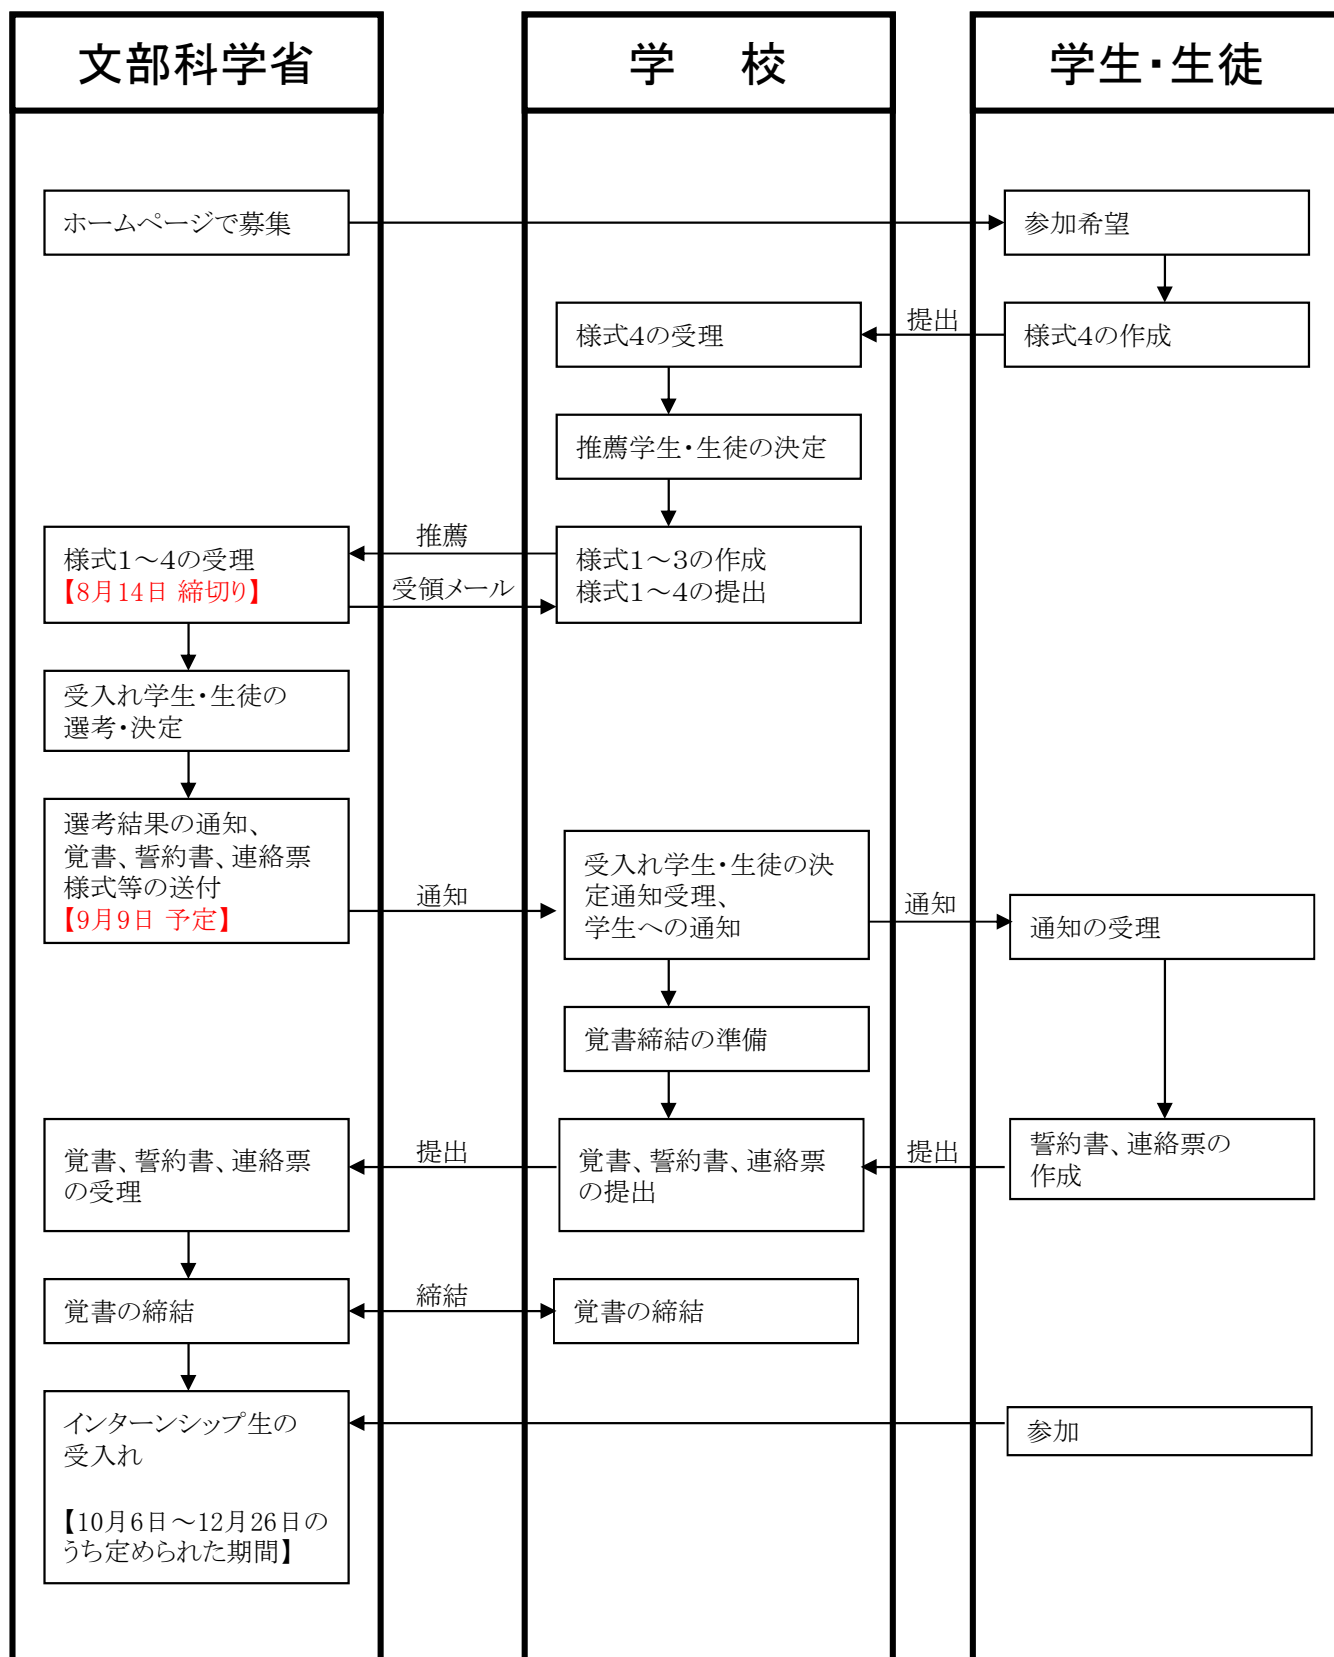 文部科学省
学　校
学生・生徒
ホームページで募集
参加希望
様式4の受理
提出
様式4の作成
推薦学生・生徒の決定
様式1～4の受理
【8月14日 締切り】
推薦
受領メール
様式1～3の作成
様式1～4の提出
受入れ学生・生徒の
選考・決定
選考結果の通知、
覚書、誓約書、連絡票
様式等の送付
【9月9日 予定】
通知
受入れ学生・生徒の決
定通知受理、
学生への通知
通知
通知の受理
覚書締結の準備
覚書、誓約書、連絡票
の受理
提出
覚書、誓約書、連絡票
の提出
提出
誓約書、連絡票の
作成
覚書の締結
締結
覚書の締結
インターンシップ生の
受入れ
【10月6日～12月26日の
うち定められた期間】
参加